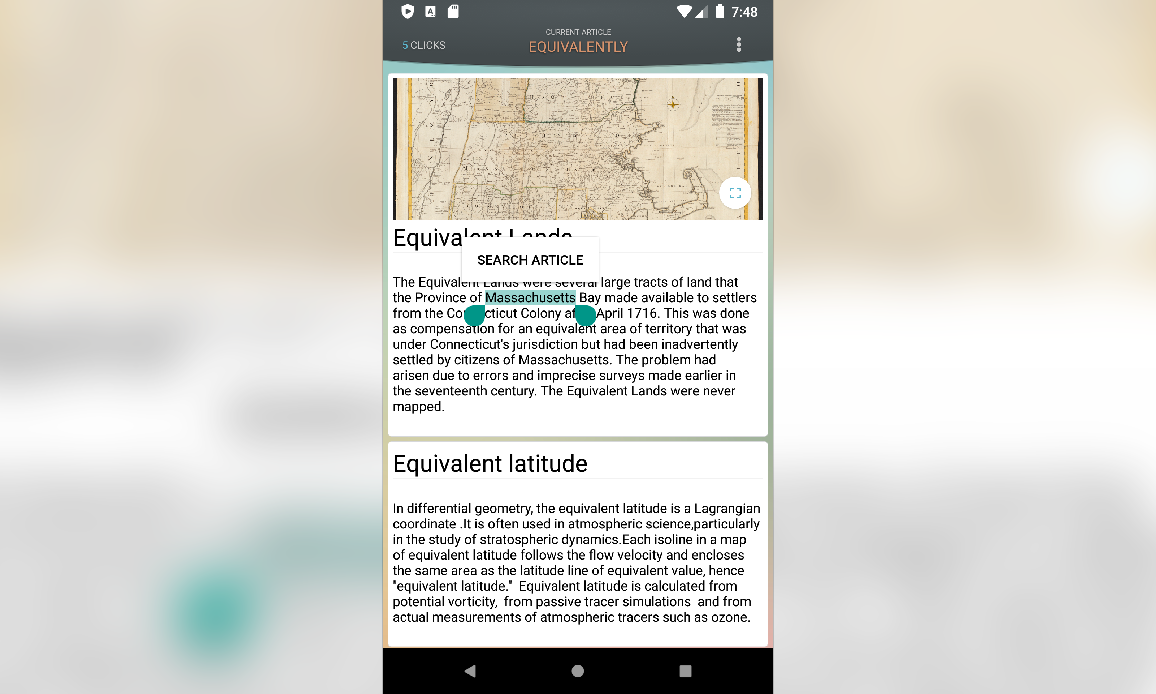 7:48
CURRENT ARTICLE
5 CLICKS
EQUIVALENTLY
Equivalent Lands
SEARCH ARTICLE
The Equivalent Lands were several large tracts of land that
the Province of Massachusetts Bay made available to settlers
from the Connecticut Colony after April 1716. This was done
as compensation for an equivalent area of territory that was
under Connecticut's jurisdiction but had been inadvertently
settled by citizens of Massachusetts. The problem had
arisen due to errors and imprecise surveys made earlier in
the seventeenth century. The Equivalent Lands were never
mapped.
Equivalent latitude
In differential geometry, the equivalent latitude is a Lagrangian
coordinate .It is often used in atmospheric science,particularly
in the study of stratospheric dynamics.Each isoline in a map
of equivalent latitude follows the flow velocity and encloses
the same area as the latitude line of equivalent value, hence
"equivalent latitude."  Equivalent latitude is calculated from
potential vorticity,  from passive tracer simulations  and from
actual measurements of atmospheric tracers such as ozone.